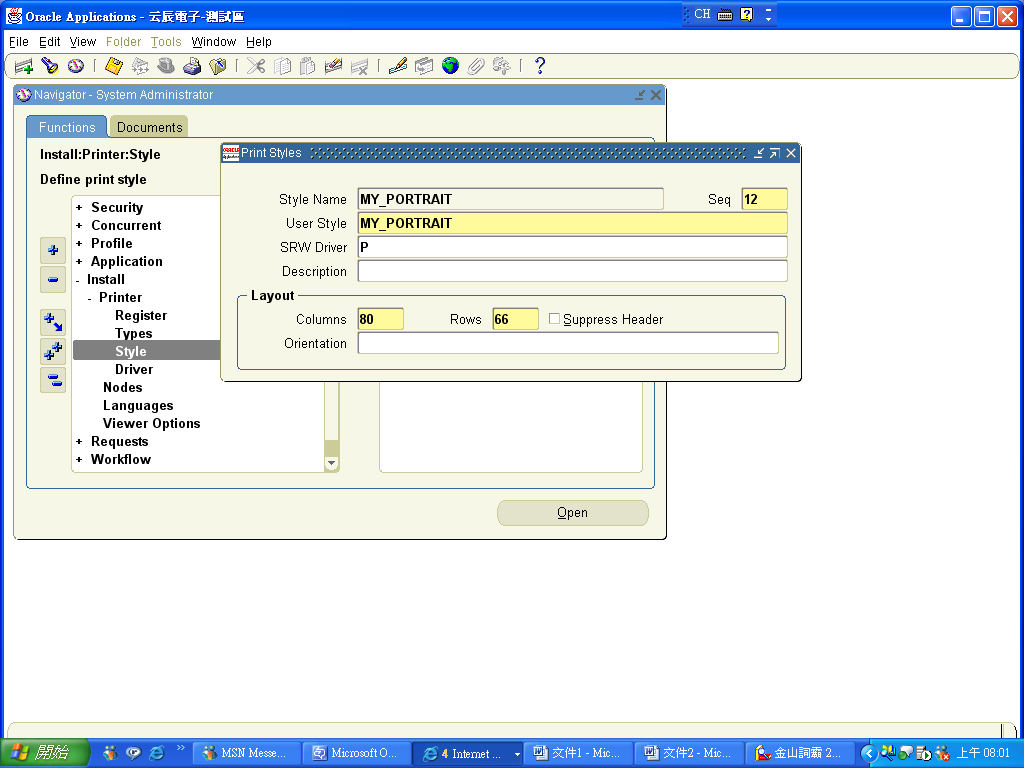 Oracle Applications - 云辰電子-測試區
CH
File Edit View Folder Tools Window Help
Navigator - System Administrator
Functions Documents
Install:Printer:Style
Define print style
+ Security
+ Concurrent
+ Profile
+ Application
- Install
- Printer
Register
Types
Style
Driver
Nodes
Languages
Viewer Options
+ Requests
+ Workflow
Open
Print Styles
Style Name MY_PORTRAIT Seq 12
User Style MY_PORTRAIT
SRW Driver P
Description
Layout
Columns 80 Rows 66 Suppress Header
Orientation
開始 MSN Messe... Microsoft O... 4 Internet ... 文件1 - Mic... 文件2 - Mic... 金山詞霸 2... 上午 08:01